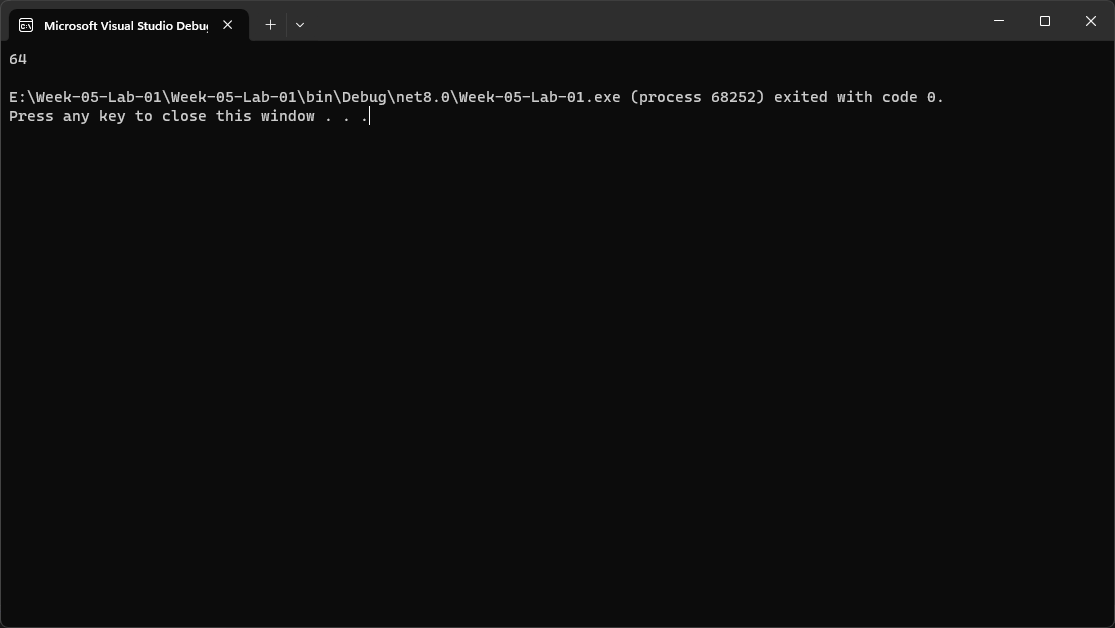 Microsoft Visual Studio Debu
64
E:\Week-05-Lab-01\Week-05-Lab-01\bin\Debug\net8.0\Week-05-Lab-01.exe (process 68252) exited with code 0.
Press any key to close this window . . .